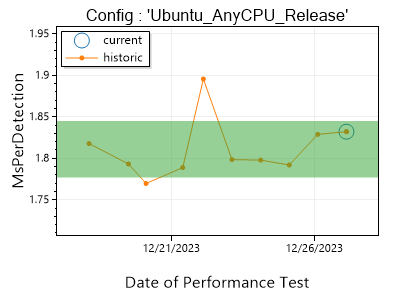 Config : 'Ubuntu_AnyCPU_Release'
current
historic
MsPerDetection
1.95
1.9
1.85
1.8
1.75
12/21/2023
12/26/2023
Date of Performance Test